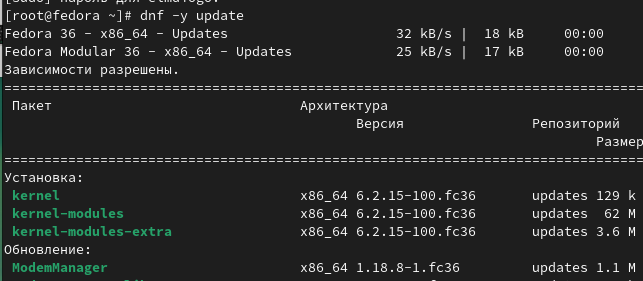 [root@fedora ~]# dnf -y update
Fedora 36 - x86_64 - Updates 32 kB/s | 18 kB 00:00
Fedora Modular 36 - x86_64 - Updates 25 kB/s | 17 kB 00:00
Зависимости разрешены.
================================================================================
Пакет Архитектура
Версия Репозиторий
Размер
================================================================================
Установка:
kernel x86_64 6.2.15-100.fc36 updates 129 k
kernel-modules x86_64 6.2.15-100.fc36 updates 62 M
kernel-modules-extra x86_64 6.2.15-100.fc36 updates 3.6 M
Обновление:
ModemManager x86_64 1.18.8-1.fc36 updates 1.1 M